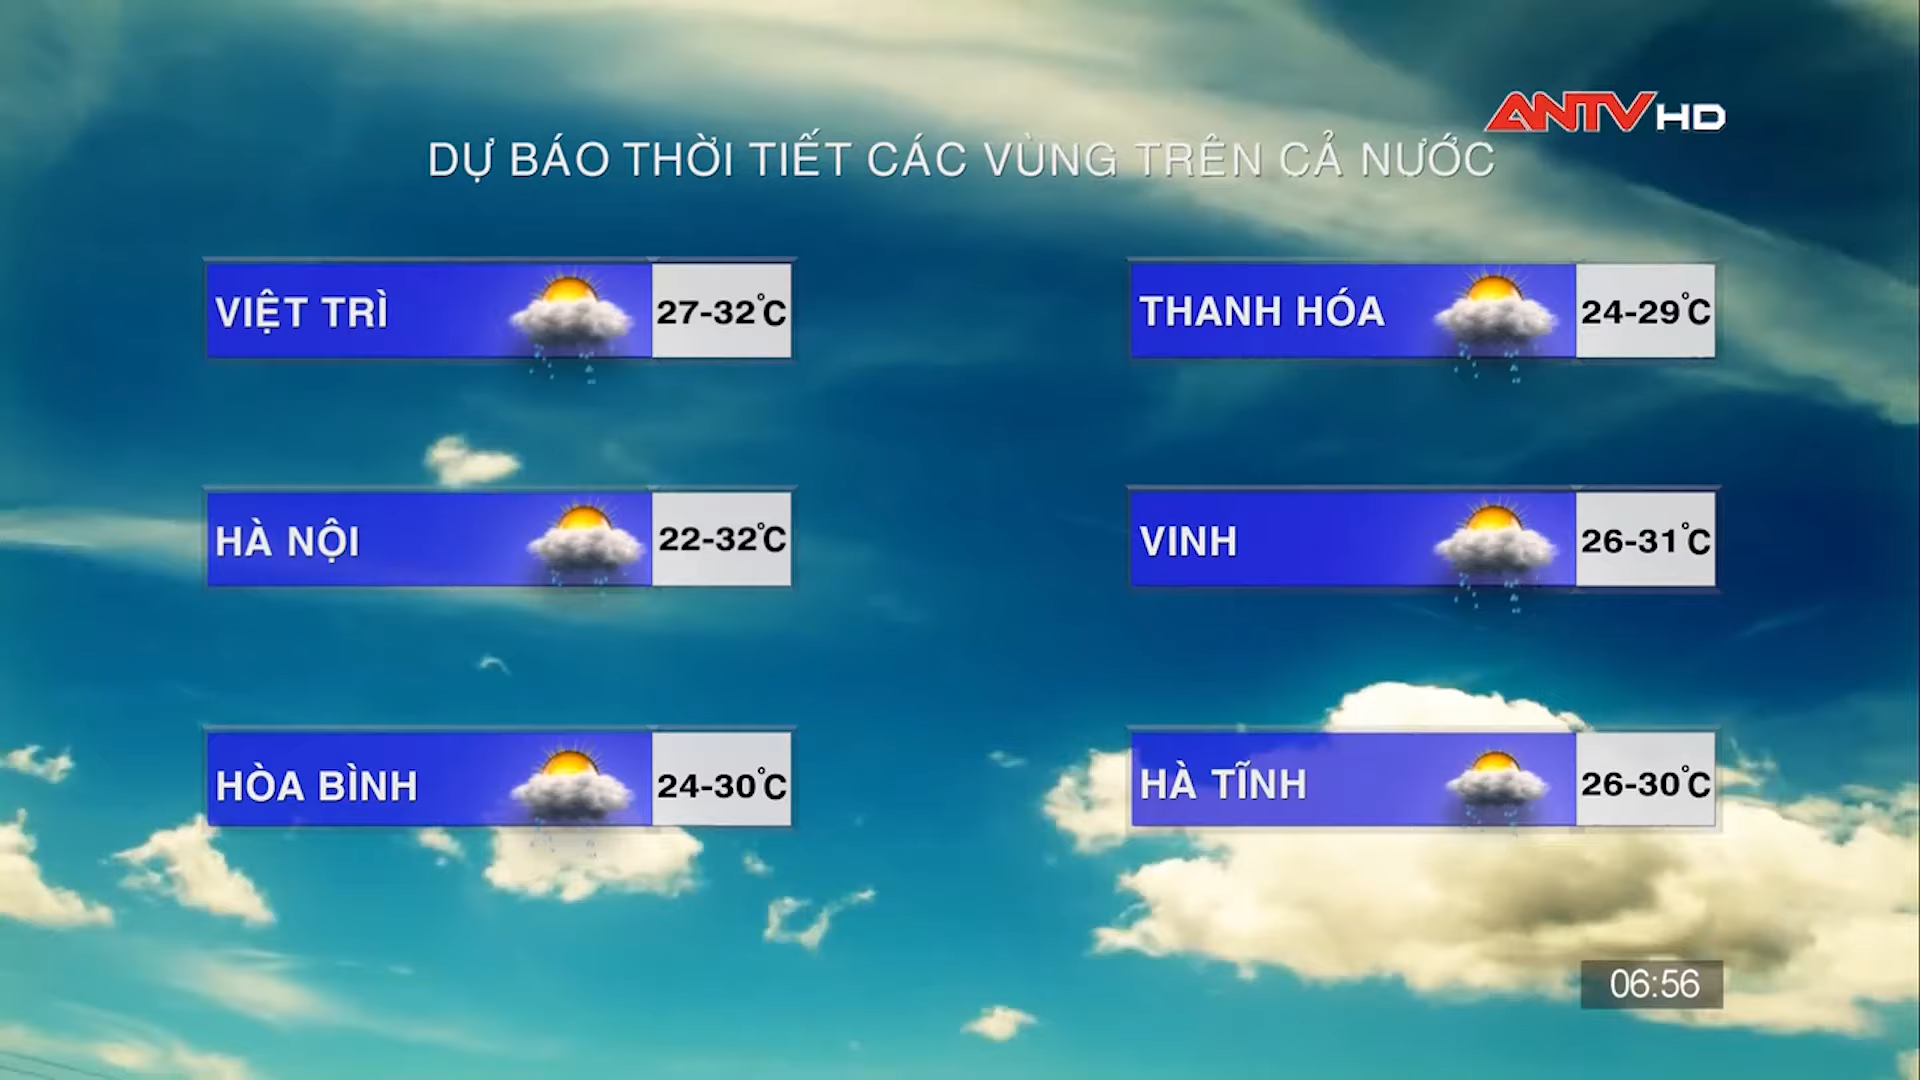 ANTV HD
DỰ BÁO THỜI TIẾT CÁC VÙNG TRÊN CẢ NƯỚC
VIỆT TRÌ 27-32°C
THANH HÓA 24-29°C
HÀ NỘI 22-32°C
VINH 26-31°C
HÒA BÌNH 24-30°C
HÀ TĨNH 26-30°C
06:56